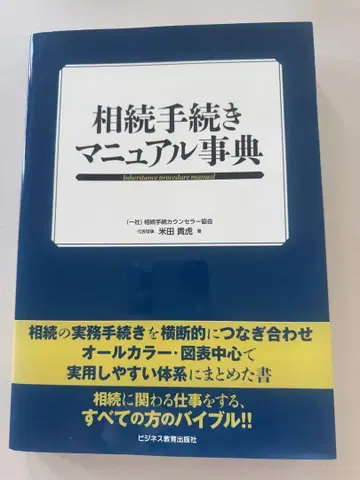 相続手続き
マニュアル事典
Inheritance procedure manual
(一社)相続手続カウンセラー協会
代表理事 米田 貴虎 著
相続の実務手続きを横断的につなぎ合わせ
オールカラー・図表中心で
実用しやすい体系にまとめた書
相続に関わる仕事をする、
すべての方のバイブル!!
ビジネス教育出版社